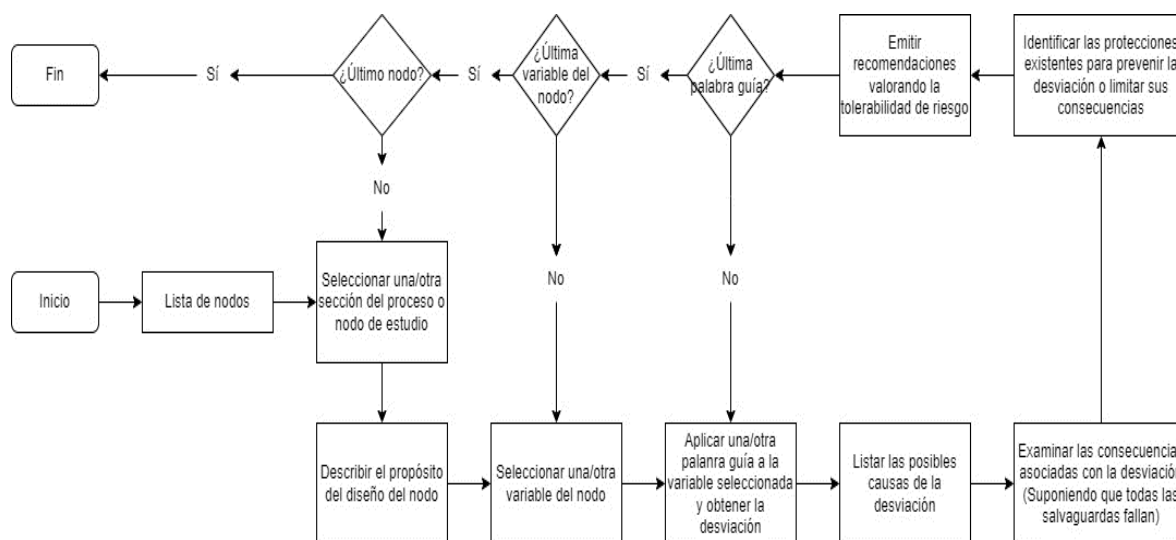 Fin
Sí
¿Último nodo?
Sí
¿Última
variable del
nodo?
Sí
¿Última
palabra guía?
Emitir
recomendaciones
valorando la
tolerabilidad de riesgo
Identificar las protecciones
existentes para prevenir la
desviación o limitar sus
consecuencias
No
No
No
Inicio
Lista de nodos
Seleccionar una/otra
sección del proceso o
nodo de estudio
Describir el propósito
del diseño del nodo
Seleccionar una/otra
variable del nodo
Aplicar una/otra
palanra guía a la
variable seleccionada
y obtener la
desviación
Listar las posibles
causas de la
desviación
Examinar las consecuencia
asociadas con la desviación
(Suponiendo que todas las
salvaguardas fallan)